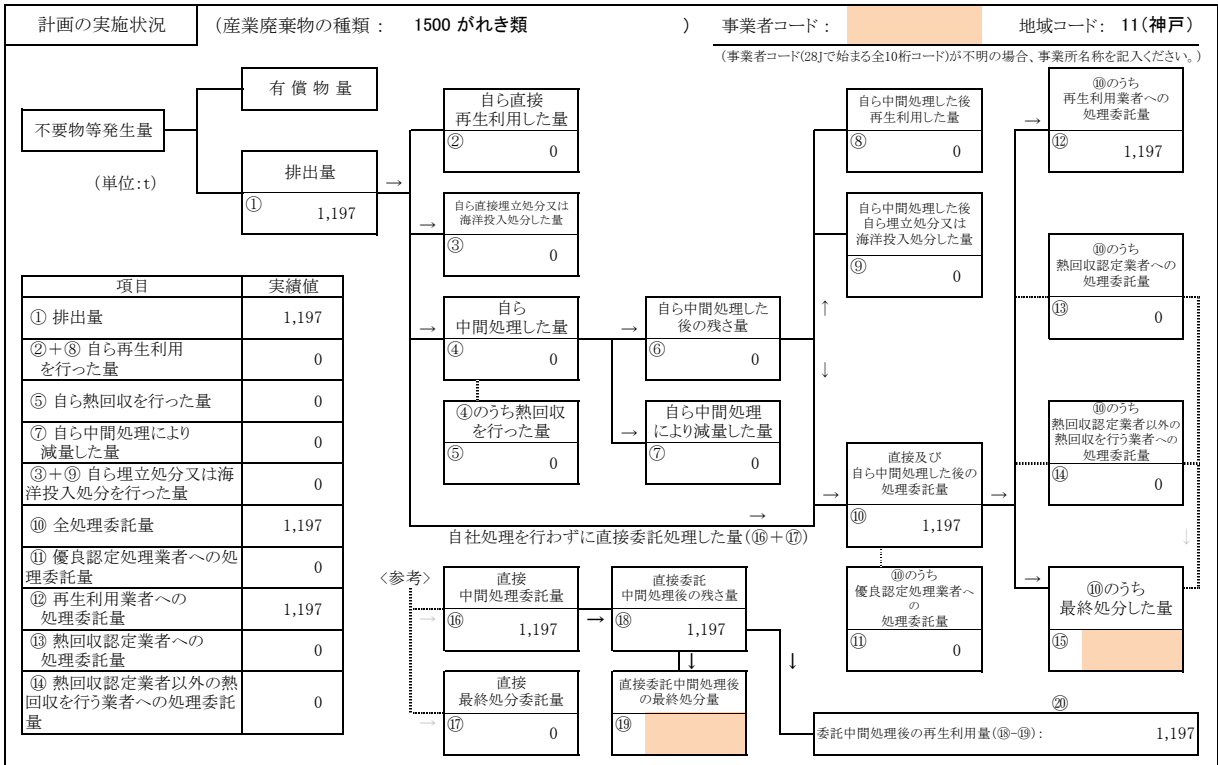 計画の実施状況 (産業廃棄物の種類: 1500 がれき類 ) 事業者コード: 地域コード: 11(神戸)
(事業者コード(28Jで始まる全10桁コード)が不明の場合、事業所名称を記入ください。)
不要物等発生量
(単位:t)
有償物量
排出量
① 1,197
→
自ら直接
再生利用した量
② 0
→
自ら直接埋立処分又は
海洋投入処分した量
③ 0
→
自ら
中間処理した量
④ 0
④のうち熱回収
を行った量
⑤ 0
→
自ら中間処理した
後の残さ量
⑥ 0
→
自ら中間処理
により減量した量
⑦ 0
自ら中間処理した後
再生利用した量
⑧ 0
自ら中間処理した後
自ら埋立処分又は
海洋投入処分した量
⑨ 0
↑
↓
→
直接及び
自ら中間処理した後の
処理委託量
⑩ 1,197
→
⑩のうち
優良認定処理業者へ
の
処理委託量
⑪ 0
→
⑩のうち
再生利用業者への
処理委託量
⑫ 1,197
⑩のうち
熱回収認定業者への
処理委託量
⑬ 0
⑩のうち
熱回収認定業者以外の
熱回収を行う業者への
処理委託量
⑭ 0
↓
→
⑩のうち
最終処分した量
⑮
→
自社処理を行わずに直接委託処理した量(⑯+⑰)
<参考>
→
直接
中間処理委託量
⑯ 1,197
→
直接委託
中間処理後の残さ量
⑱ 1,197
→
直接
最終処分委託量
⑰ 0
↓
直接委託中間処理後
の最終処分量
⑲
↓
⑳
委託中間処理後の再生利用量(⑱-⑲): 1,197
項目 実績値
① 排出量 1,197
②+⑧ 自ら再生利用
を行った量 0
⑤ 自ら熱回収を行った量 0
⑦ 自ら中間処理により
減量した量 0
③+⑨ 自ら埋立処分又は海
洋投入処分を行った量 0
⑩ 全処理委託量 1,197
⑪ 優良認定処理業者への処
理委託量 0
⑫ 再生利用業者への
処理委託量 1,197
⑬ 熱回収認定業者への
処理委託量 0
⑭ 熱回収認定業者以外の熱
回収を行う業者への処理委託
量 0